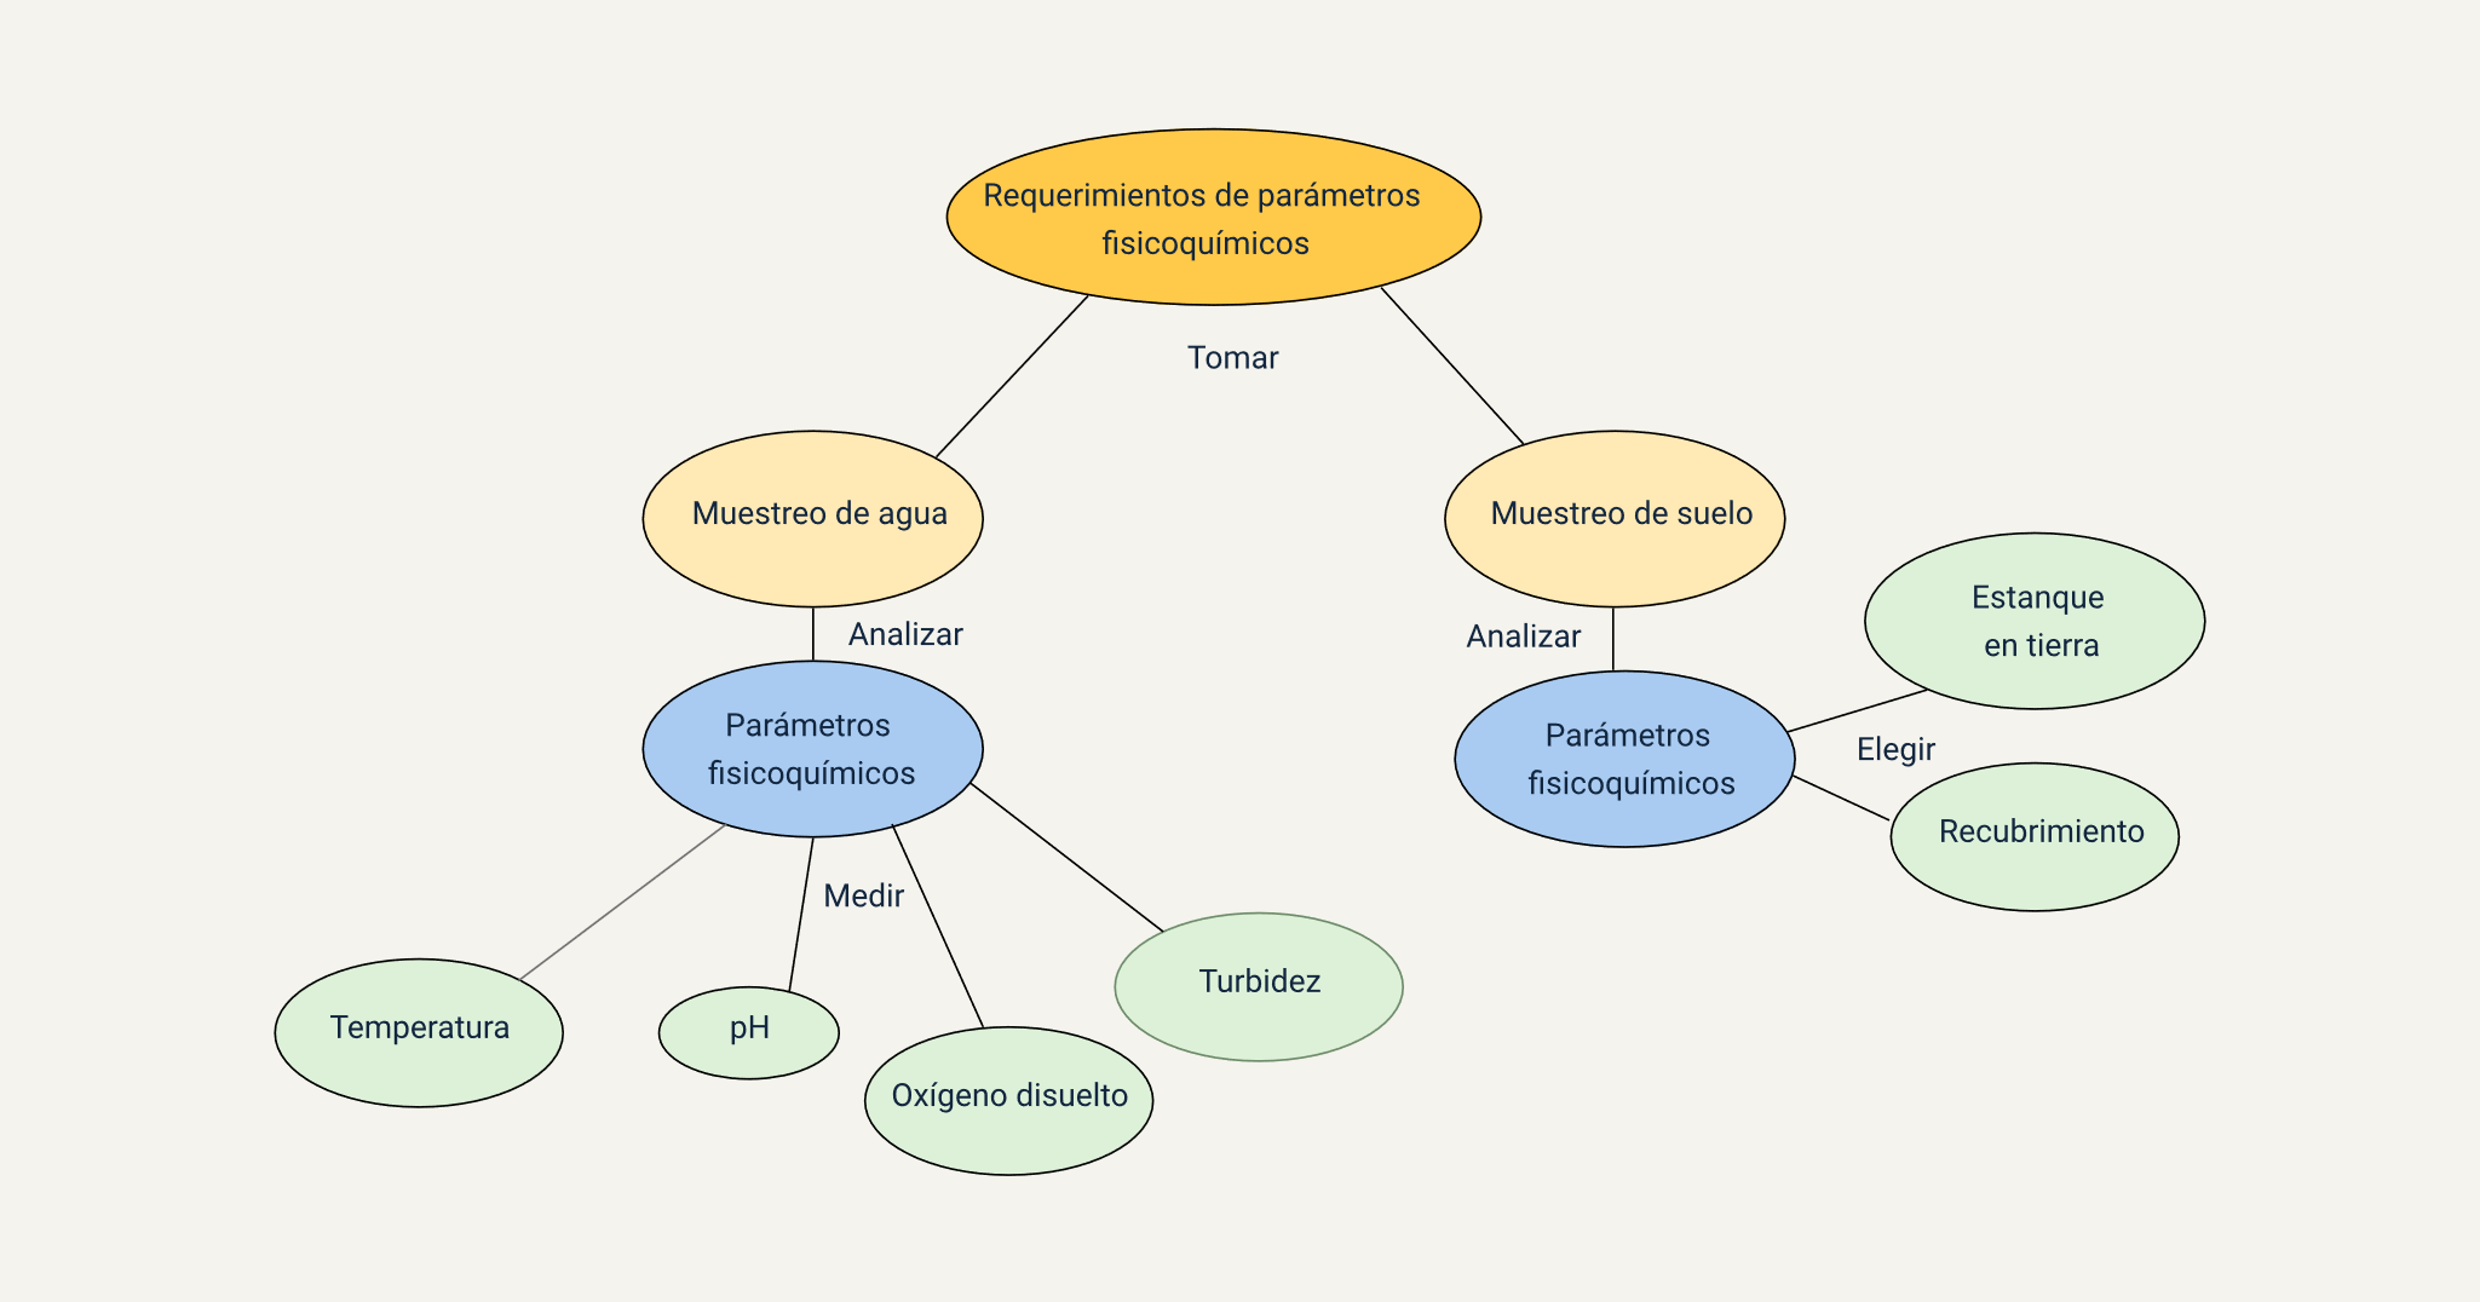 Requerimientos de parámetros
fisicoquímicos
Tomar
Muestreo de agua
Muestreo de suelo
Analizar
Analizar
Estanque
en tierra
Parámetros
fisicoquímicos
Parámetros
fisicoquímicos
Elegir
Recubrimiento
Medir
Turbidez
Temperatura
pH
Oxígeno disuelto